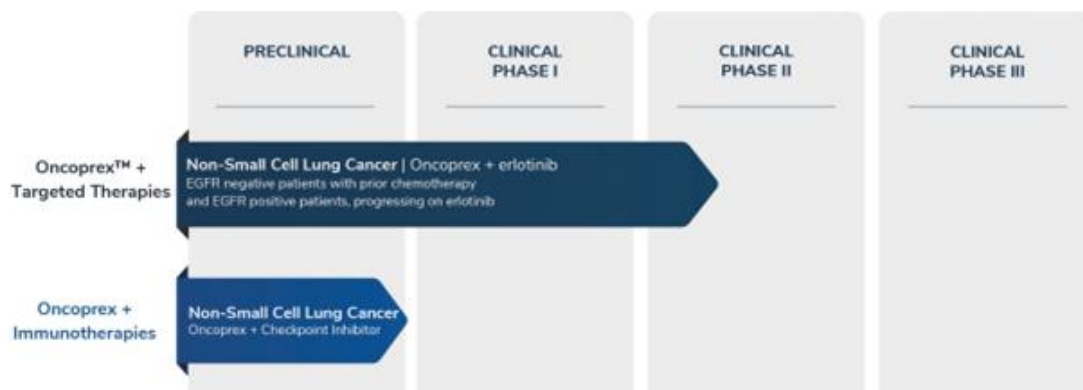 PRECLINICAL
CLINICAL
PHASE I
CLINICAL
PHASE II
CLINICAL
PHASE III
Oncoprex™ +
Targeted Therapies
Non-Small Cell Lung Cancer | Oncoprex + erlotinib
EGFR negative patients with prior chemotherapy
and EGFR positive patients, progressing on erlotinib
Oncoprex +
Immunotherapies
Non-Small Cell Lung Cancer
Oncoprex + Checkpoint Inhibitor